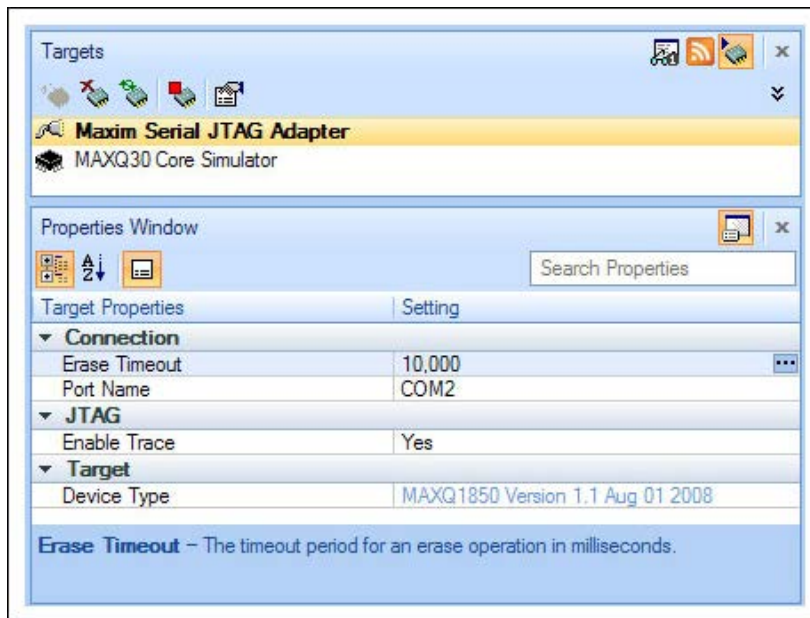 Targets
Maxim Serial JTAG Adapter
MAXQ30 Core Simulator
Properties Window
Search Properties
Target Properties Setting
Connection
Erase Timeout 10,000
Port Name COM2
JTAG
Enable Trace Yes
Target
Device Type MAXQ1850 Version 1.1 Aug 01 2008
Erase Timeout – The timeout period for an erase operation in milliseconds.